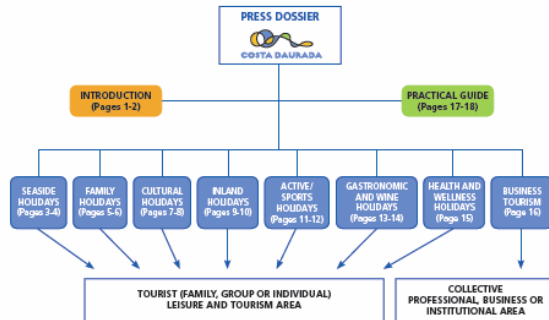 PRESS DOSSIER
COSTA DAURADA
INTRODUCTION
(Pages 1-2)
PRACTICAL GUIDE
(Pages 17-18)
SEASIDE
HOLIDAYS
(Pages 3-4)
FAMILY
HOLIDAYS
(Pages 5-6)
CULTURAL
HOLIDAYS
(Pages 7-8)
INLAND
HOLIDAYS
(Pages 9-10)
ACTIVE/
SPORTS
HOLIDAYS
(Pages 11-12)
GASTRONOMIC
AND WINE
HOLIDAYS
(Pages 13-14)
HEALTH AND
WELLNESS
HOLIDAYS
(Page 15)
BUSINESS
TOURISM
(Page 16)
TOURIST (FAMILY, GROUP OR INDIVIDUAL)
LEISURE AND TOURISM AREA
COLLECTIVE
PROFESSIONAL, BUSINESS OR
INSTITUTIONAL AREA